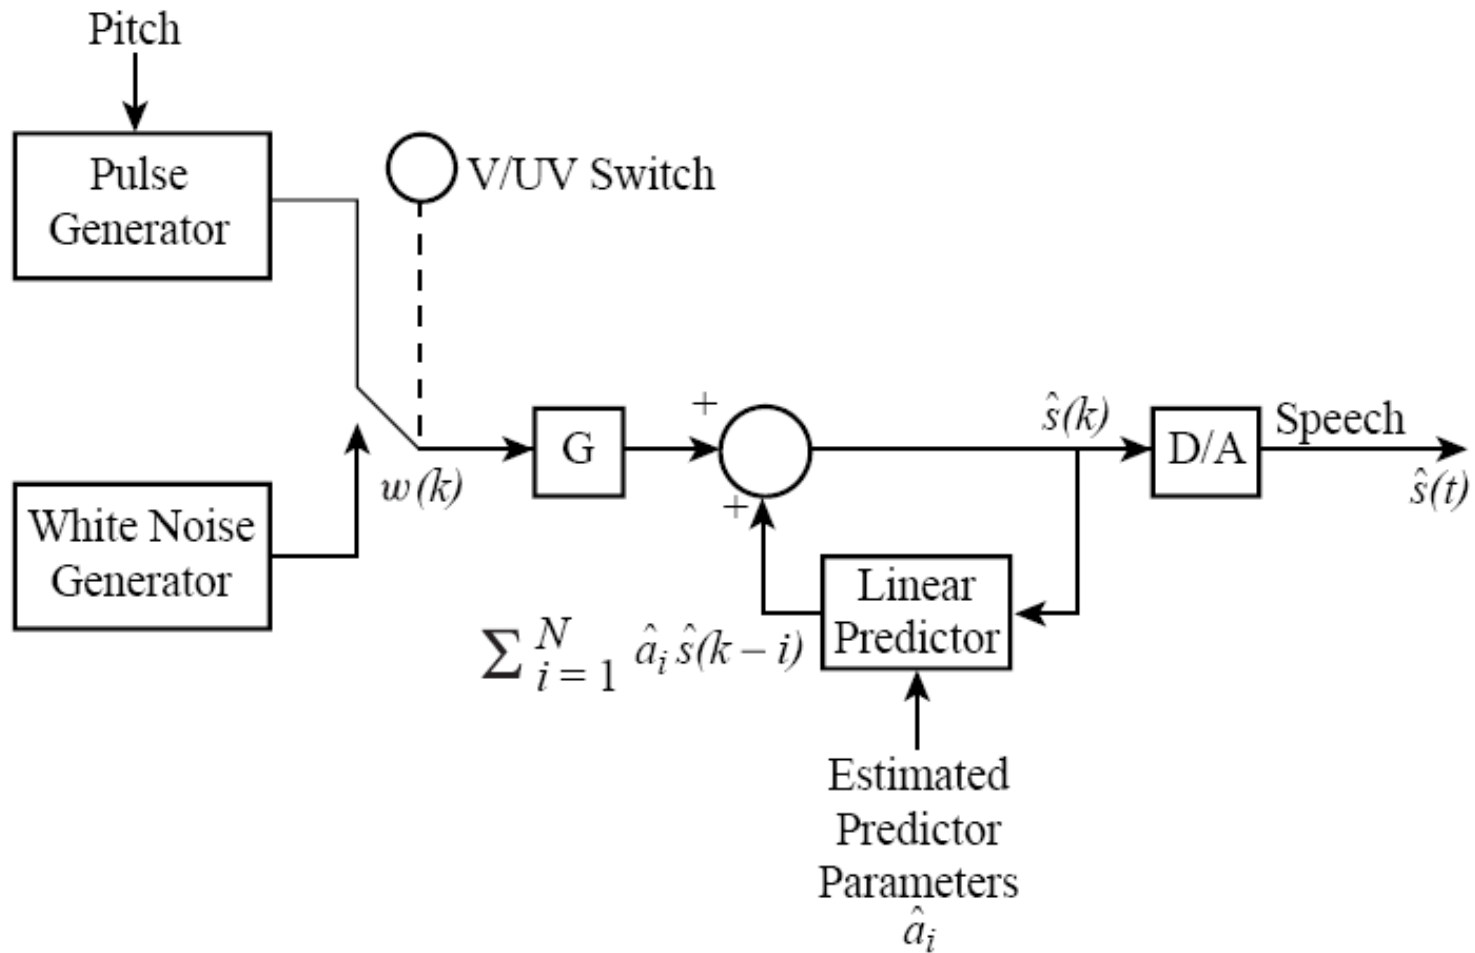 Pitch
Pulse
Generator
V/UV Switch
White Noise
Generator
w(k)
G
+
+
ŝ(k)
D/A
Speech
ŝ(t)
Linear
Predictor
∑ N i = 1 âᵢ ŝ(k – i)
Estimated
Predictor
Parameters
âᵢ